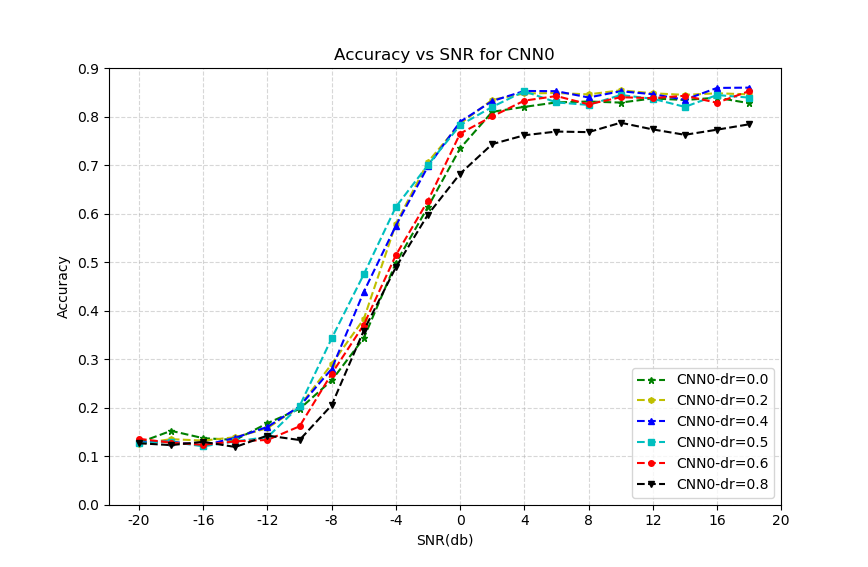 Accuracy vs SNR for CNN0
0.9
0.8
0.7
0.6
0.5
0.4
0.3
0.2
0.1
0.0
Accuracy
-20 -16 -12 -8 -4 0 4 8 12 16 20
SNR(db)
CNN0-dr=0.0
CNN0-dr=0.2
CNN0-dr=0.4
CNN0-dr=0.5
CNN0-dr=0.6
CNN0-dr=0.8